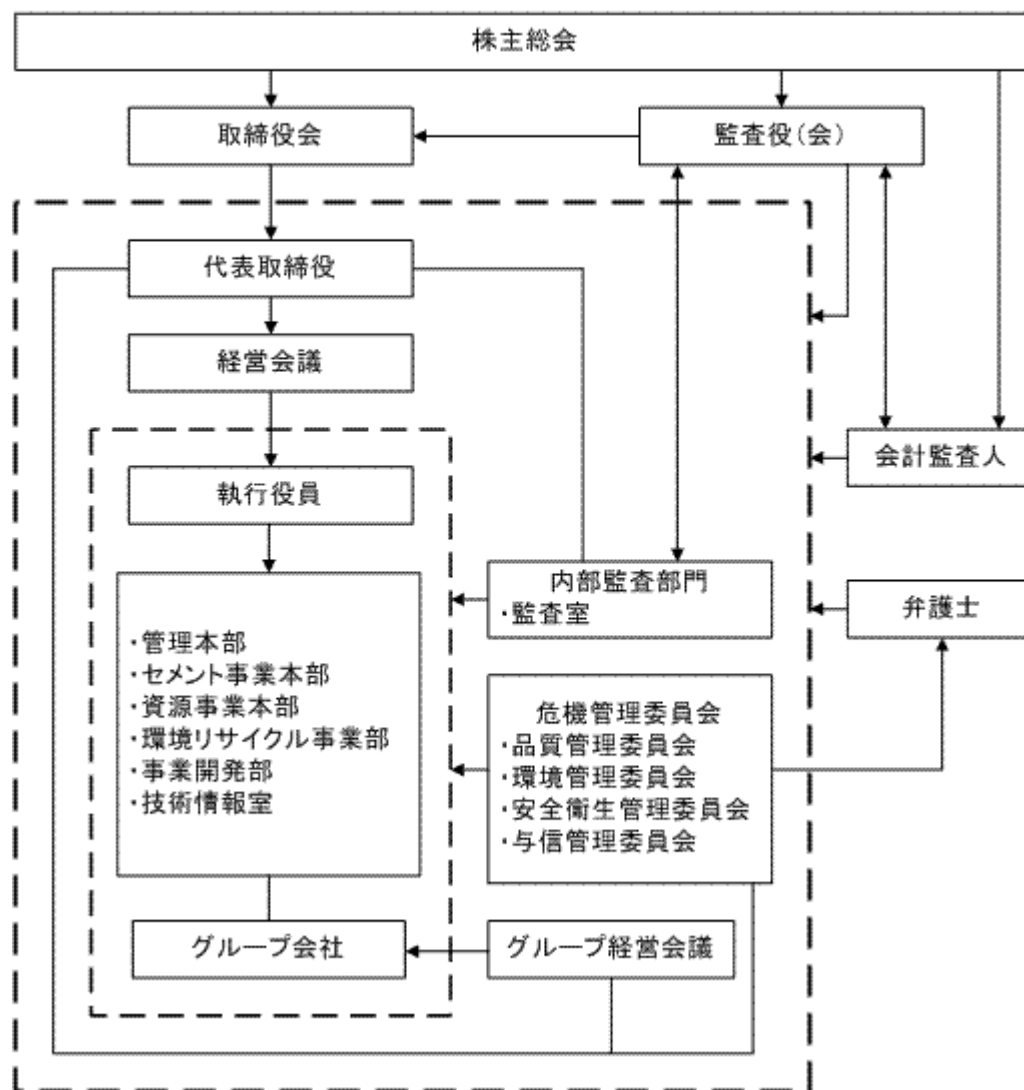 株主総会
取締役会
監査役(会)
代表取締役
経営会議
執行役員
会計監査人
内部監査部門
・監査室
弁護士
・管理本部
・セメント事業本部
・資源事業本部
・環境リサイクル事業部
・事業開発部
・技術情報室
危機管理委員会
・品質管理委員会
・環境管理委員会
・安全衛生管理委員会
・与信管理委員会
グループ会社
グループ経営会議